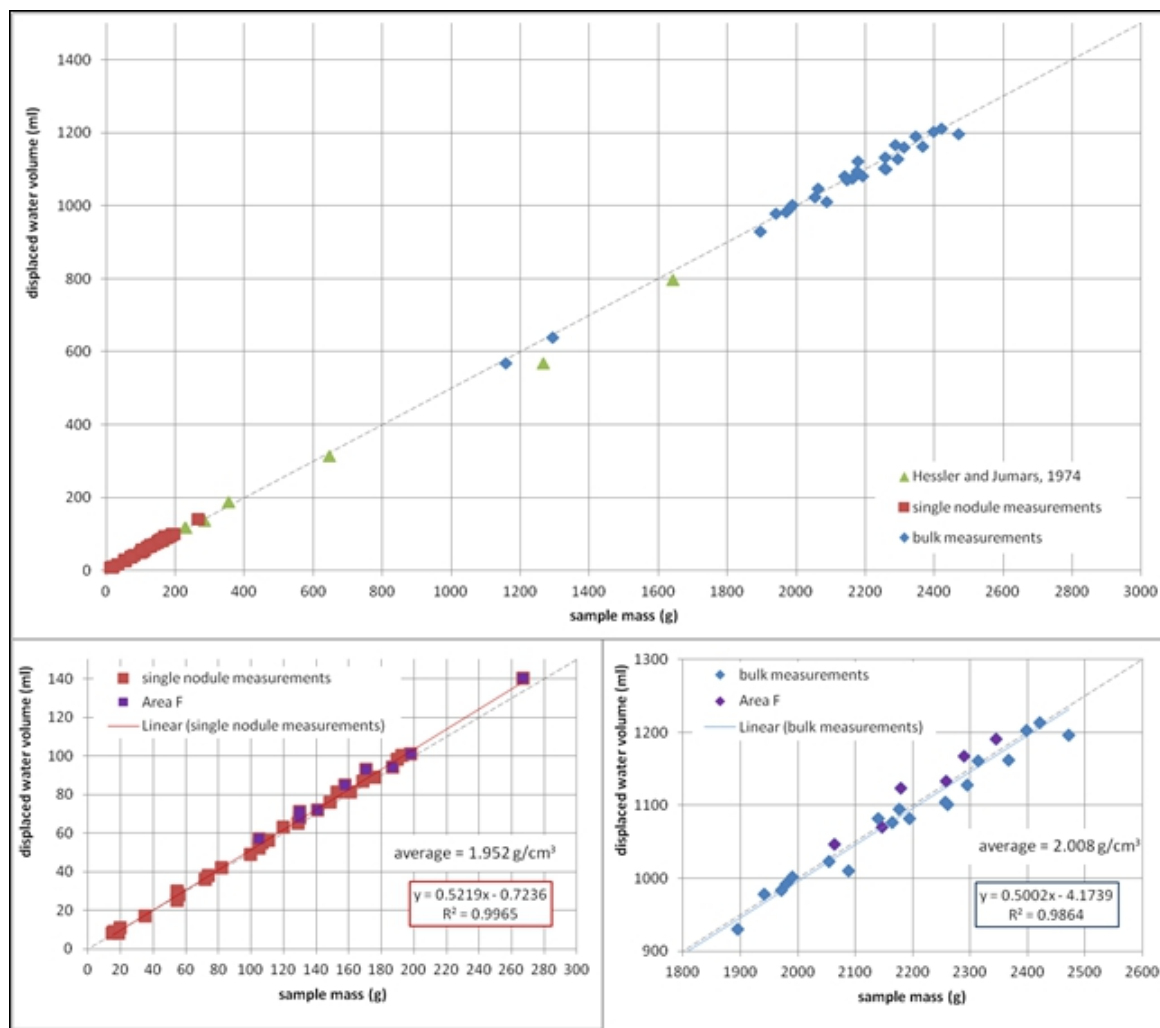 1400
1200
1000
800
600
400
200
0
displaced water volume (ml)
Hessler and Jumars, 1974
single nodule measurements
bulk measurements
0 200 400 600 800 1000 1200 1400 1600 1800 2000 2200 2400 2600 2800 3000
sample mass (g)
140
120
100
80
60
40
20
0
displaced water volume (ml)
single nodule measurements
Area F
Linear (single nodule measurements)
average = 1.952 g/cm³
y = 0.5219x - 0.7236
R² = 0.9965
0 20 40 60 80 100 120 140 160 180 200 220 240 260 280 300
sample mass (g)
1300
1200
1100
1000
900
displaced water volume (ml)
bulk measurements
Area F
Linear (bulk measurements)
average = 2.008 g/cm³
y = 0.5002x - 4.1739
R² = 0.9864
1800 1900 2000 2100 2200 2300 2400 2500 2600
sample mass (g)